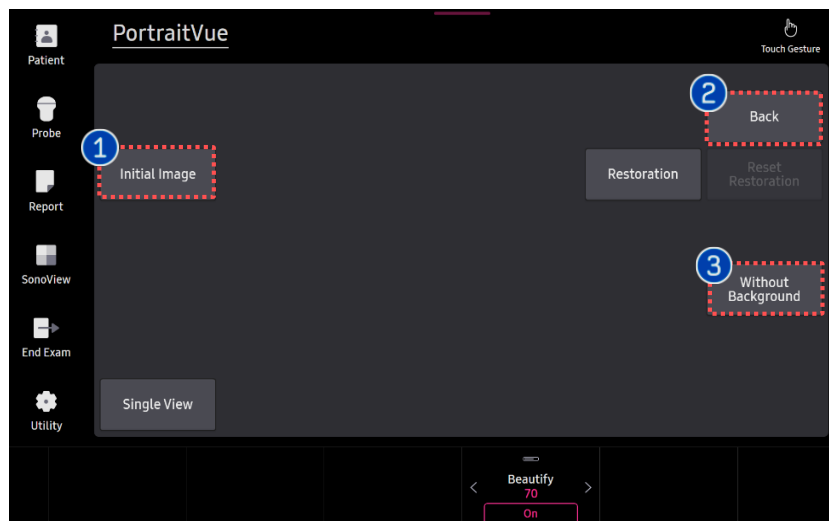 PortraitVue
Touch Gesture
Patient
Probe
Report
SonoView
End Exam
Utility
2
Back
1
Initial Image
Restoration
Reset
Restoration
3
Without
Background
Single View
Beautify
70
On